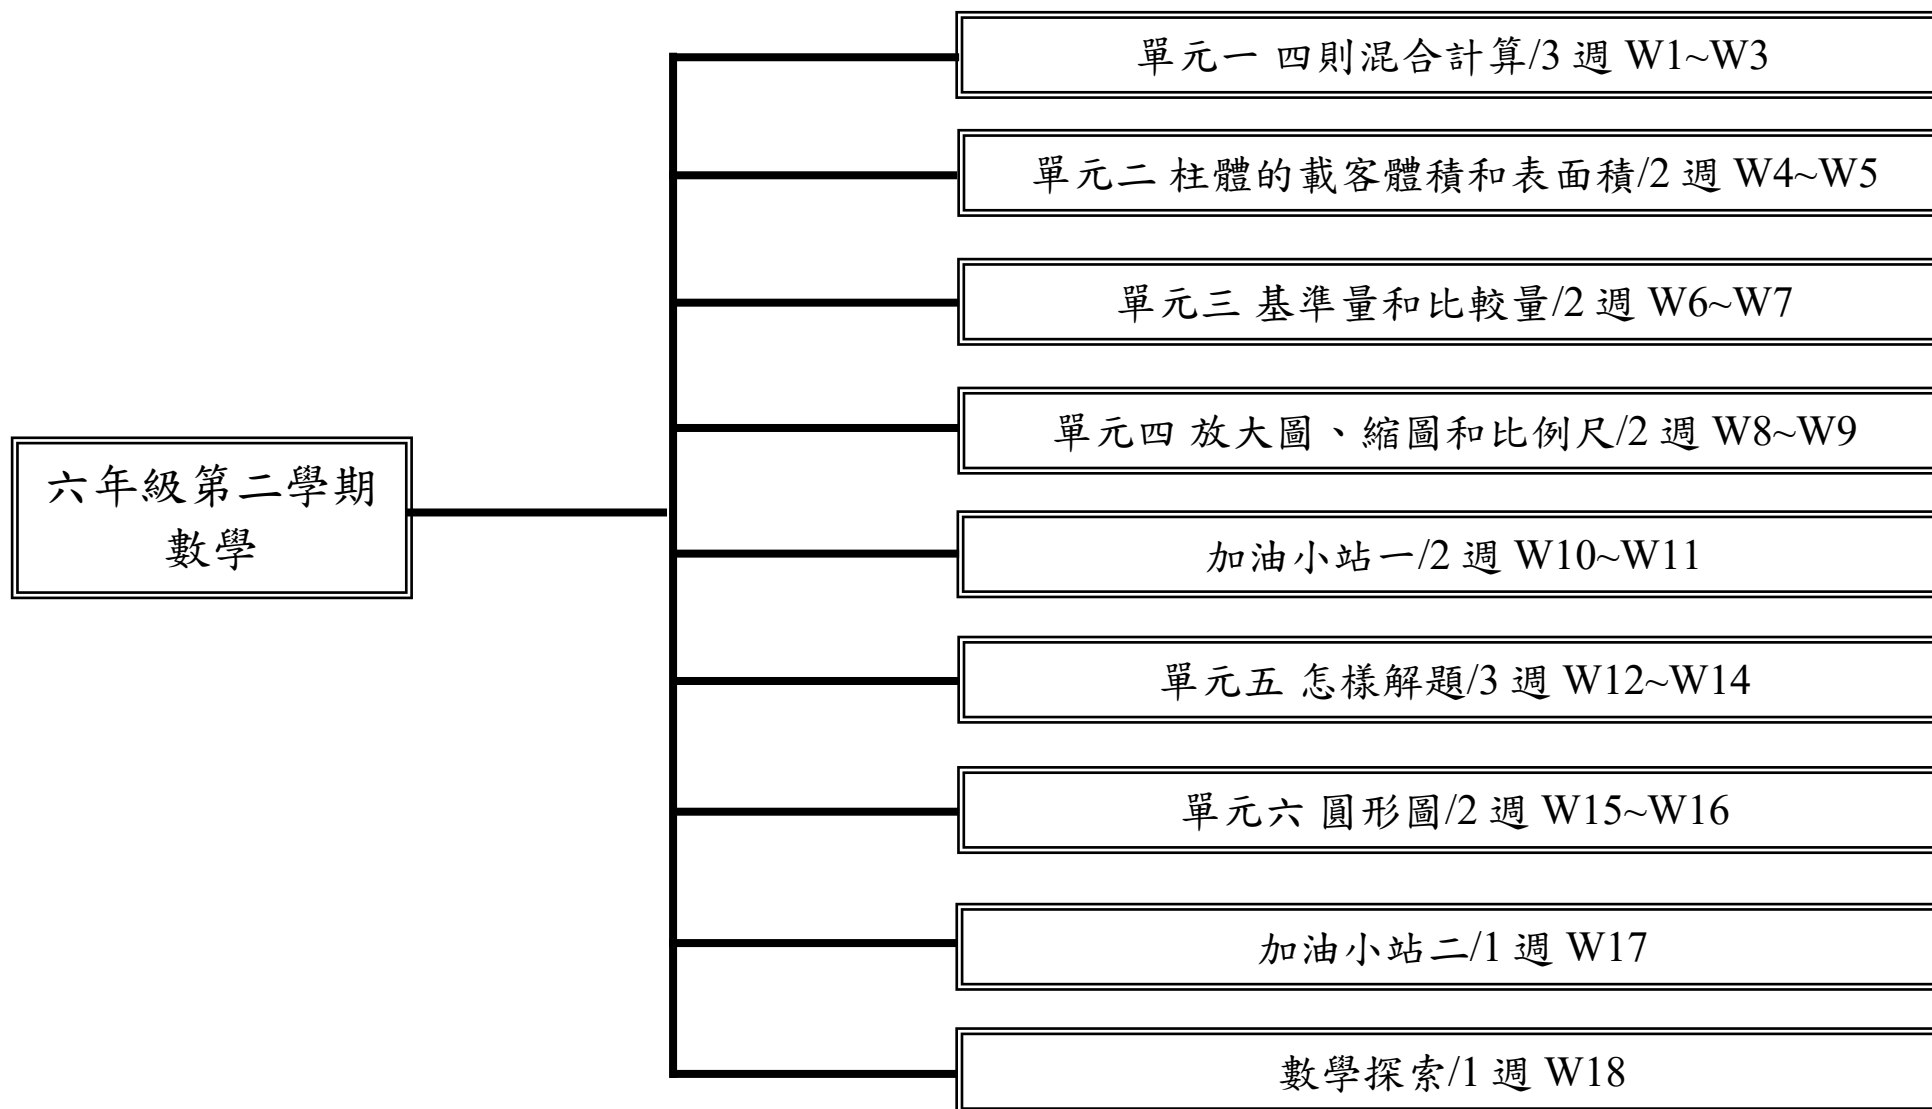 六年級第二學期
數學
單元一 四則混合計算/3 週 W1~W3
單元二 柱體的載客體積和表面積/2 週 W4~W5
單元三 基準量和比較量/2 週 W6~W7
單元四 放大圖、縮圖和比例尺/2 週 W8~W9
加油小站一/2 週 W10~W11
單元五 怎樣解題/3 週 W12~W14
單元六 圓形圖/2 週 W15~W16
加油小站二/1 週 W17
數學探索/1 週 W18